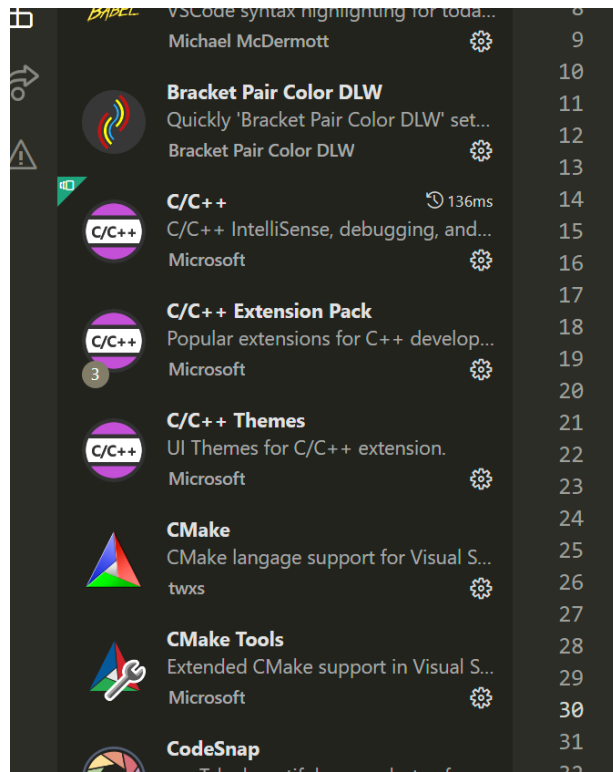 BABEL
VSCode syntax highlighting for toda...
Michael McDermott
Bracket Pair Color DLW
Quickly 'Bracket Pair Color DLW' set...
Bracket Pair Color DLW
C/C++
136ms
C/C++
C/C++ IntelliSense, debugging, and...
Microsoft
C/C++ Extension Pack
C/C++
Popular extensions for C++ develop...
3
Microsoft
C/C++ Themes
C/C++
UI Themes for C/C++ extension.
Microsoft
CMake
CMake langage support for Visual S...
twxs
CMake Tools
Extended CMake support in Visual S...
Microsoft
CodeSnap
8
9
10
11
12
13
14
15
16
17
18
19
20
21
22
23
24
25
26
27
28
29
30
31
32